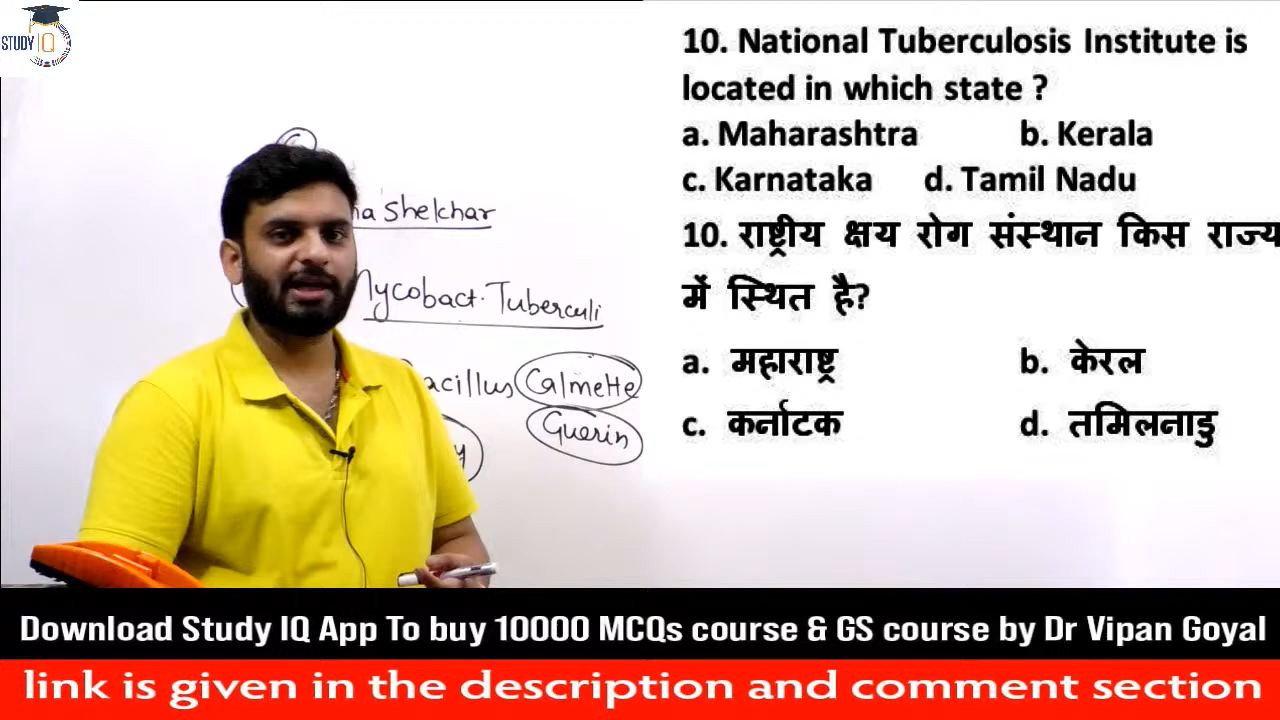 STUDY IQ
10. National Tuberculosis Institute is
located in which state ?
a. Maharashtra b. Kerala
c. Karnataka d. Tamil Nadu
10. राष्ट्रीय क्षय रोग संस्थान किस राज्य
में स्थित है?
a. महाराष्ट्र b. केरल
c. कर्नाटक d. तमिलनाडु
Shekhar
Mycobact. Tuberculi
acillus Calmette
Guerin
Download Study IQ App To buy 10000 MCQs course & GS course by Dr Vipan Goyal
link is given in the description and comment section